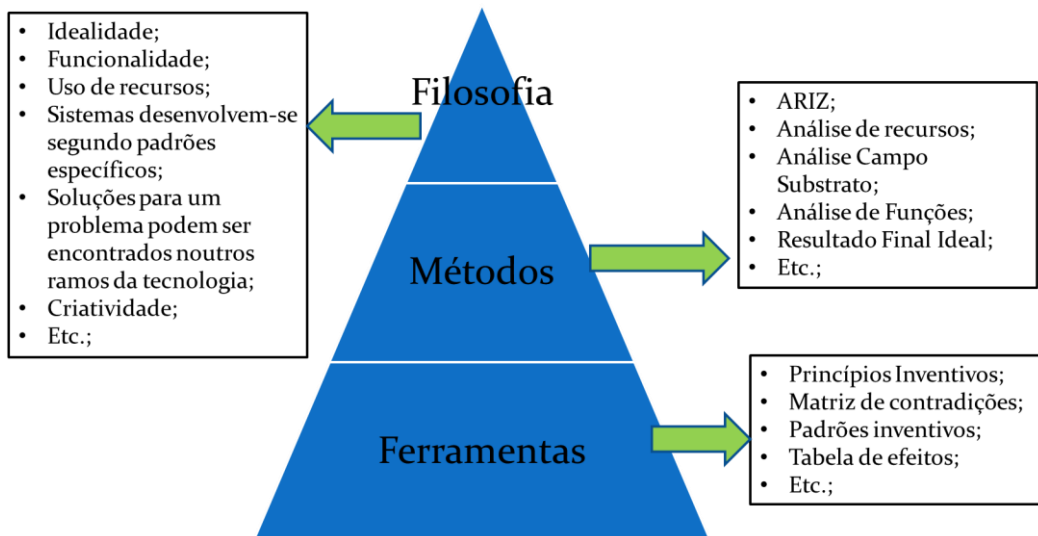 • Idealidade;
• Funcionalidade;
• Uso de recursos;
• Sistemas desenvolvem-se
segundo padrões
específicos;
• Soluções para um
problema podem ser
encontrados noutros
ramos da tecnologia;
• Criatividade;
• Etc.;
Filosofia
• ARIZ;
• Análise de recursos;
• Análise Campo
Substrato;
• Análise de Funções;
• Resultado Final Ideal;
• Etc.;
Métodos
• Princípios Inventivos;
• Matriz de contradições;
• Padrões inventivos;
• Tabela de efeitos;
• Etc.;
Ferramentas